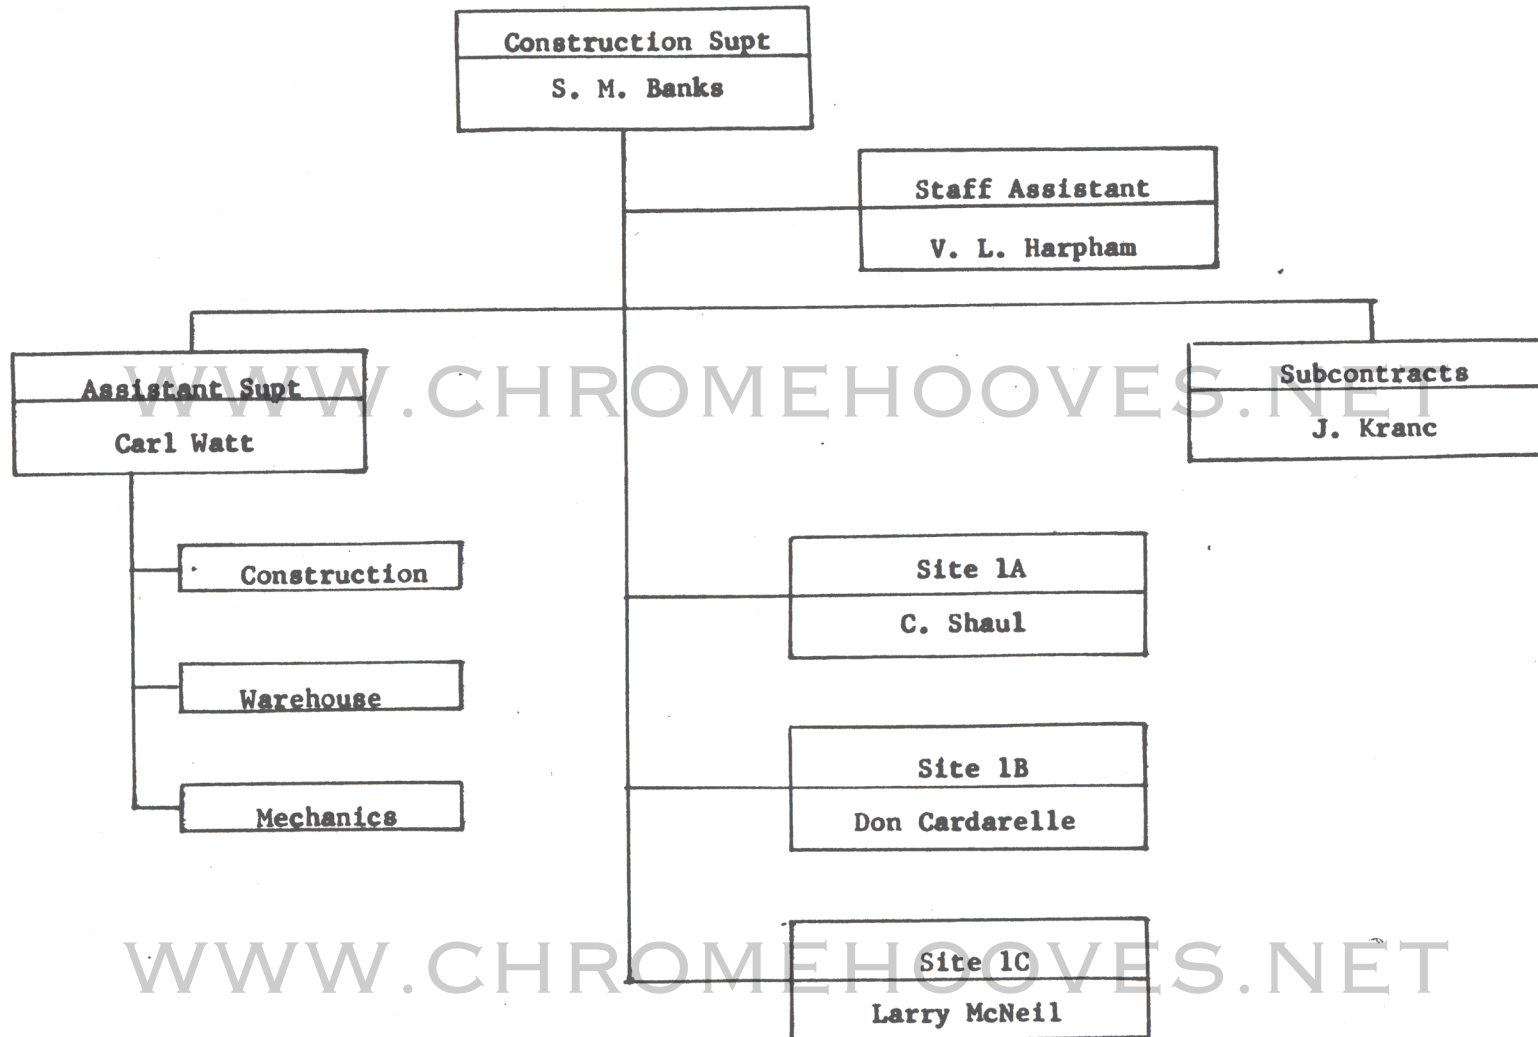 Construction Supt
S. M. Banks
Staff Assistant
V. L. Harpham
Assistant Supt
Carl Watt
Subcontracts
J. Kranc
WWW.CHROMEHOOVES.NET
Construction
Warehouse
Mechanics
Site 1A
C. Shaul
Site 1B
Don Cardarelle
Site 1C
Larry McNeil
WWW.CHROMEHOOVES.NET